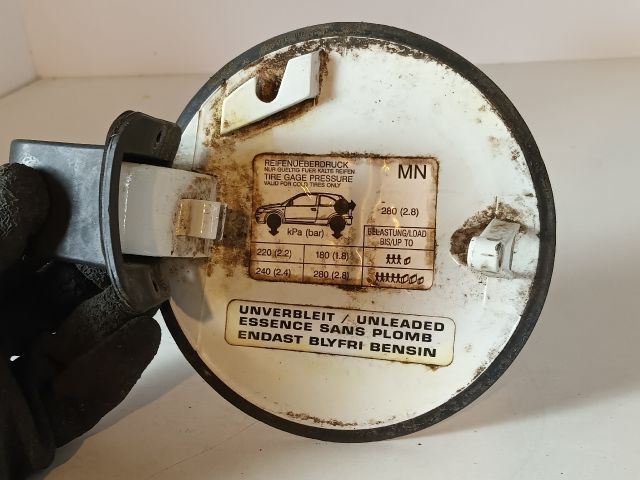 REIFENUEBERDRUCK
NUR GUELTIG FUER KALTE REIFEN
TIRE GAGE PRESSURE
VALID FOR COLD TIRES ONLY
MN
280 (2.8)
kPa (bar)
BELASTUNG/LOAD
BIS/UP TO
220 (2.2) 180 (1.8)
240 (2.4) 280 (2.8)
UNVERBLEIT / UNLEADED
ESSENCE SANS PLOMB
ENDAST BLYFRI BENSIN